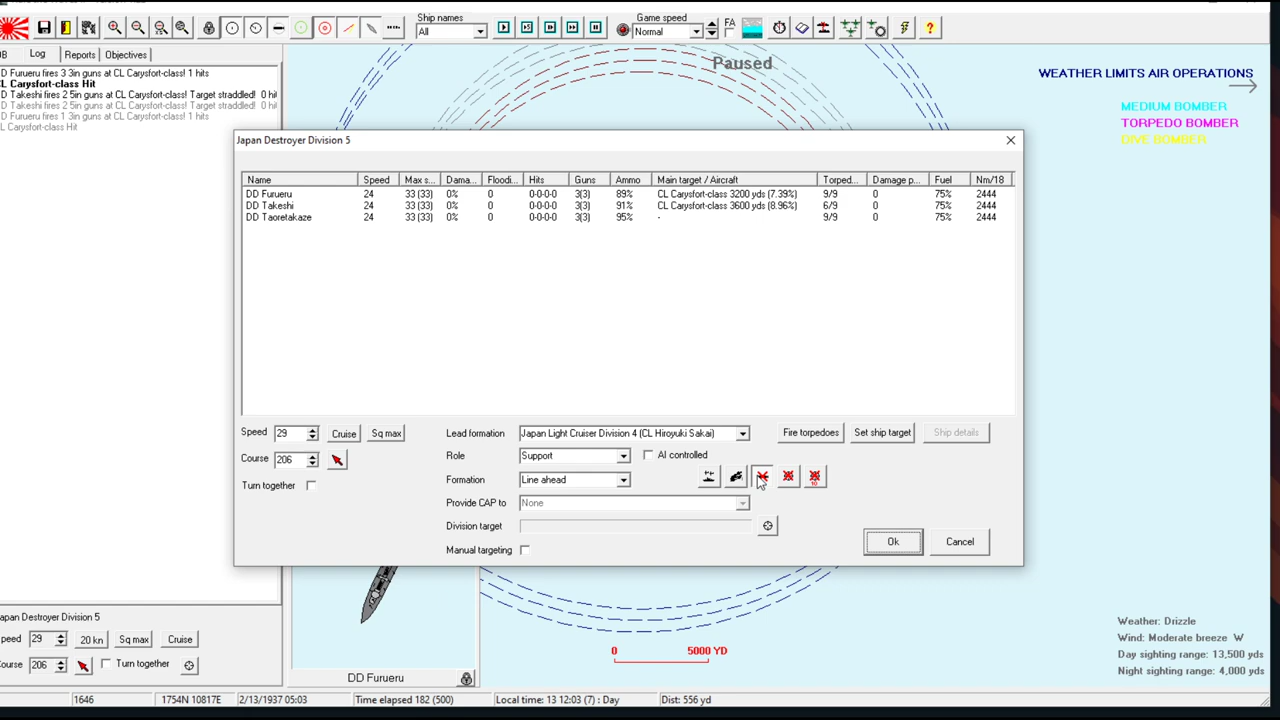 Ship names
Game speed
All
Normal
FA
OB
Log
Reports
Objectives
D Furueru fires 3 3in guns at CL Carysfort-class! 1 hits
CL Carysfort-class Hit
D Takeshi fires 2 5in guns at CL Carysfort-class! Target straddled! 0 hit
D Takeshi fires 2 5in guns at CL Carysfort-class! Target straddled! 0 hit
D Furueru fires 1 3in guns at CL Carysfort-class! 1 hits
CL Carysfort-class Hit
Paused
WEATHER LIMITS AIR OPERATIONS
MEDIUM BOMBER
TORPEDO BOMBER
DIVE BOMBER
Japan Destroyer Division 5
Name Speed Max s... Dama... Floodi... Hits Guns Ammo Main target / Aircraft Torped... Damage p... Fuel Nm/18
DD Furueru 24 33 (33) 0% 0 0-0-0-0 3(3) 89% CL Carysfort-class 3200 yds (7.39%) 9/9 0 75% 2444
DD Takeshi 24 33 (33) 0% 0 0-0-0-0 3(3) 91% CL Carysfort-class 3600 yds (8.96%) 6/9 0 75% 2444
DD Taoretakaze 24 33 (33) 0% 0 0-0-0-0 3(3) 95% - 9/9 0 75% 2444
Speed 29 Cruise Sq max
Course 206
Turn together
Lead formation Japan Light Cruiser Division 4 (CL Hiroyuki Sakai)
Role Support AI controlled
Formation Line ahead
Provide CAP to None
Division target
Manual targeting
Fire torpedoes Set ship target Ship details
10
Ok Cancel
apan Destroyer Division 5
peed 29 20 kn Sq max Cruise
ourse 206 Turn together
DD Furueru
0 5000 YD
Weather: Drizzle
Wind: Moderate breeze W
Day sighting range: 13,500 yds
Night sighting range: 4,000 yds
1646 1754N 10817E 2/13/1937 05:03 Time elapsed 182 (500) Local time: 13 12:03 (7) : Day Dist: 556 yd